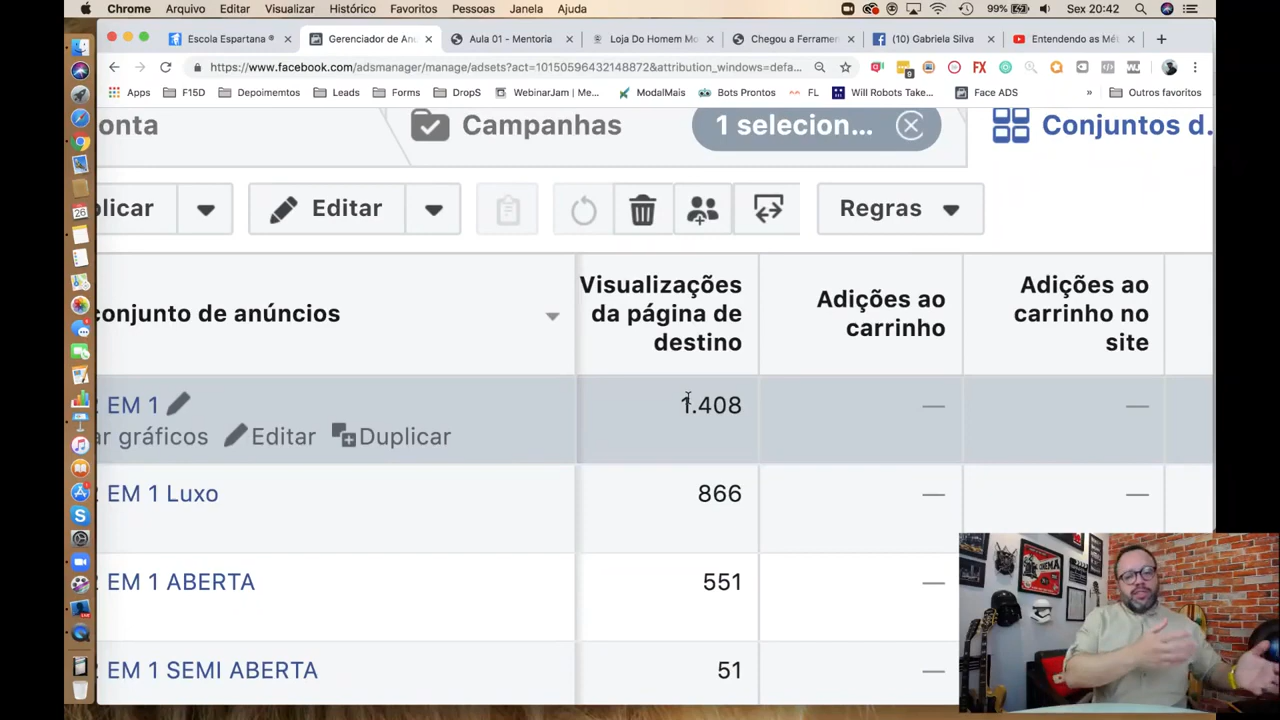 Chrome Arquivo Editar Visualizar Histórico Favoritos Pessoas Janela Ajuda 99% Sex 20:42
Escola Espartana ® Gerenciador de Anú Aula 01 - Mentoria Loja Do Homem Mo Chegou a Ferramen (10) Gabriela Silva Entendendo as Mét
https://www.facebook.com/adsmanager/manage/adsets?act=10150596432148872&attribution_windows=defa...
Apps F15D Depoimentos Leads Forms DropS WebinarJam | Me... ModalMais Bots Prontos FL Will Robots Take... Face ADS » Outros favoritos
onta Campanhas 1 selecion... Conjuntos d.
plicar Editar Regras
conjunto de anúncios
Visualizações
da página de
destino
Adições ao
carrinho
Adições ao
carrinho no
site
EM 1 1.408 — —
ar gráficos Editar Duplicar
EM 1 Luxo 866 — —
EM 1 ABERTA 551 —
EM 1 SEMI ABERTA 51 —
CINEMA